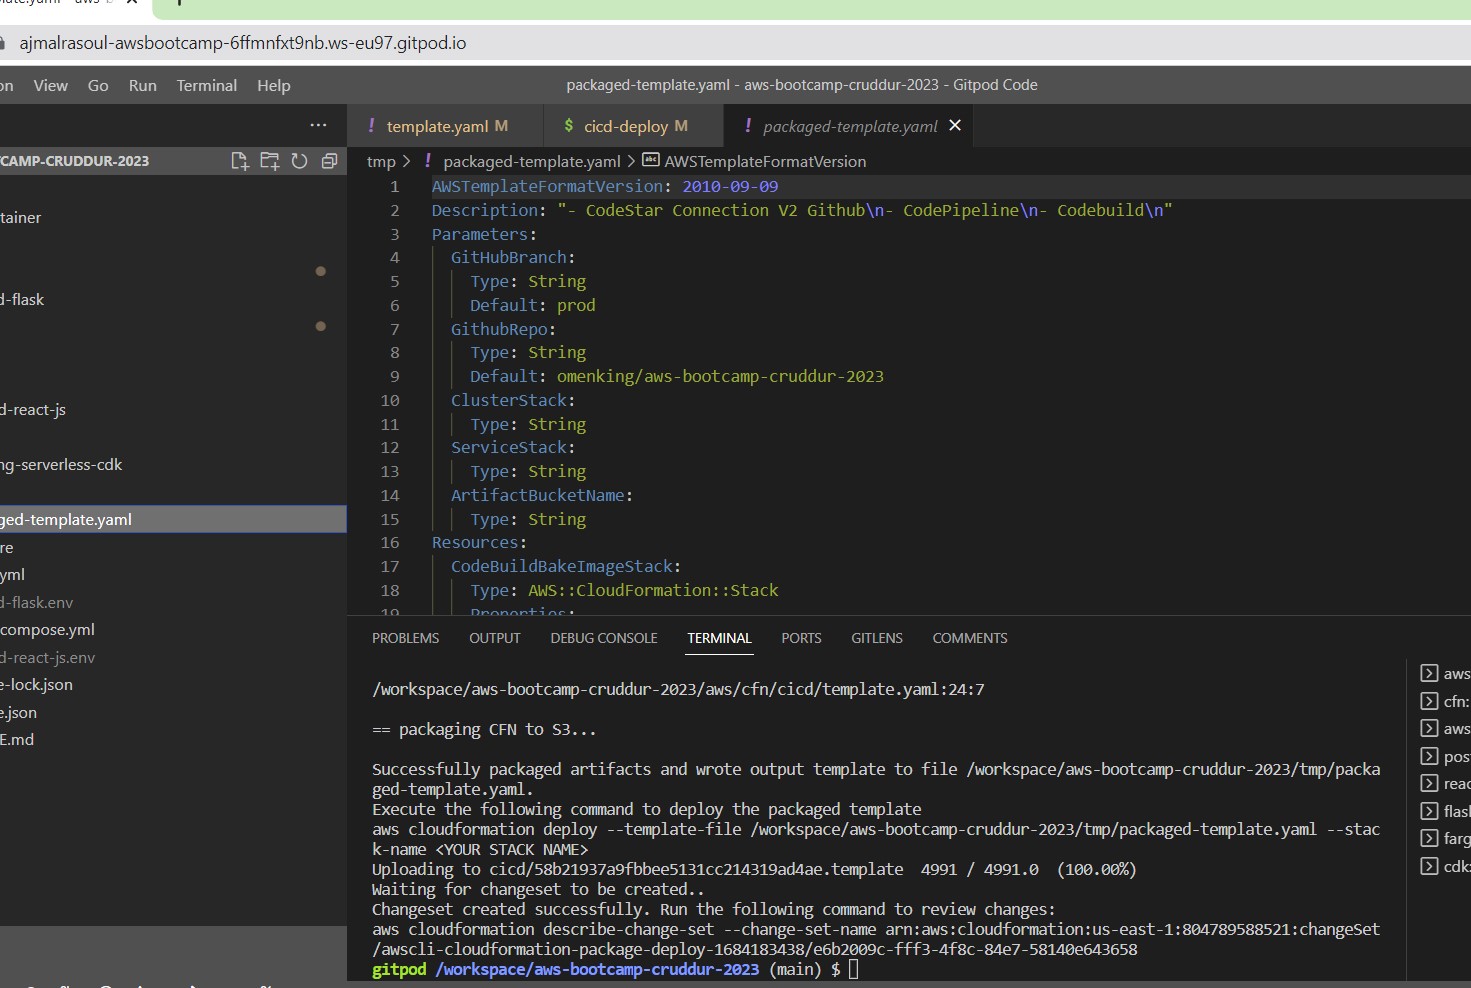 ajmalrasoul-awsbootcamp-6ffmnfxt9nb.ws-eu97.gitpod.io
View Go Run Terminal Help
packaged-template.yaml - aws-bootcamp-cruddur-2023 - Gitpod Code
! template.yaml M
$ cicd-deploy M
! packaged-template.yaml ×
CAMP-CRUDDUR-2023
tmp > ! packaged-template.yaml > abc AWSTemplateFormatVersion
tainer
d-flask
d-react-js
ng-serverless-cdk
ged-template.yaml
re
yml
d-flask.env
compose.yml
d-react-js.env
e-lock.json
e.json
E.md
1 AWSTemplateFormatVersion: 2010-09-09
2 Description: "- CodeStar Connection V2 Github\n- CodePipeline\n- Codebuild\n"
3 Parameters:
4 GitHubBranch:
5 Type: String
6 Default: prod
7 GithubRepo:
8 Type: String
9 Default: omenking/aws-bootcamp-cruddur-2023
10 ClusterStack:
11 Type: String
12 ServiceStack:
13 Type: String
14 ArtifactBucketName:
15 Type: String
16 Resources:
17 CodeBuildBakeImageStack:
18 Type: AWS::CloudFormation::Stack
19 Properties:
PROBLEMS OUTPUT DEBUG CONSOLE TERMINAL PORTS GITLENS COMMENTS
/workspace/aws-bootcamp-cruddur-2023/aws/cfn/cicd/template.yaml:24:7
== packaging CFN to S3...
Successfully packaged artifacts and wrote output template to file /workspace/aws-bootcamp-cruddur-2023/tmp/packa
ged-template.yaml.
Execute the following command to deploy the packaged template
aws cloudformation deploy --template-file /workspace/aws-bootcamp-cruddur-2023/tmp/packaged-template.yaml --stac
k-name <YOUR STACK NAME>
Uploading to cicd/58b21937a9fbbee5131cc214319ad4ae.template 4991 / 4991.0 (100.00%)
Waiting for changeset to be created..
Changeset created successfully. Run the following command to review changes:
aws cloudformation describe-change-set --change-set-name arn:aws:cloudformation:us-east-1:804789588521:changeSet
/awscli-cloudformation-package-deploy-1684183438/e6b2009c-fff3-4f8c-84e7-58140e643658
gitpod /workspace/aws-bootcamp-cruddur-2023 (main) $
aws
cfn:
aws
pos
reac
flas
farg
cdk